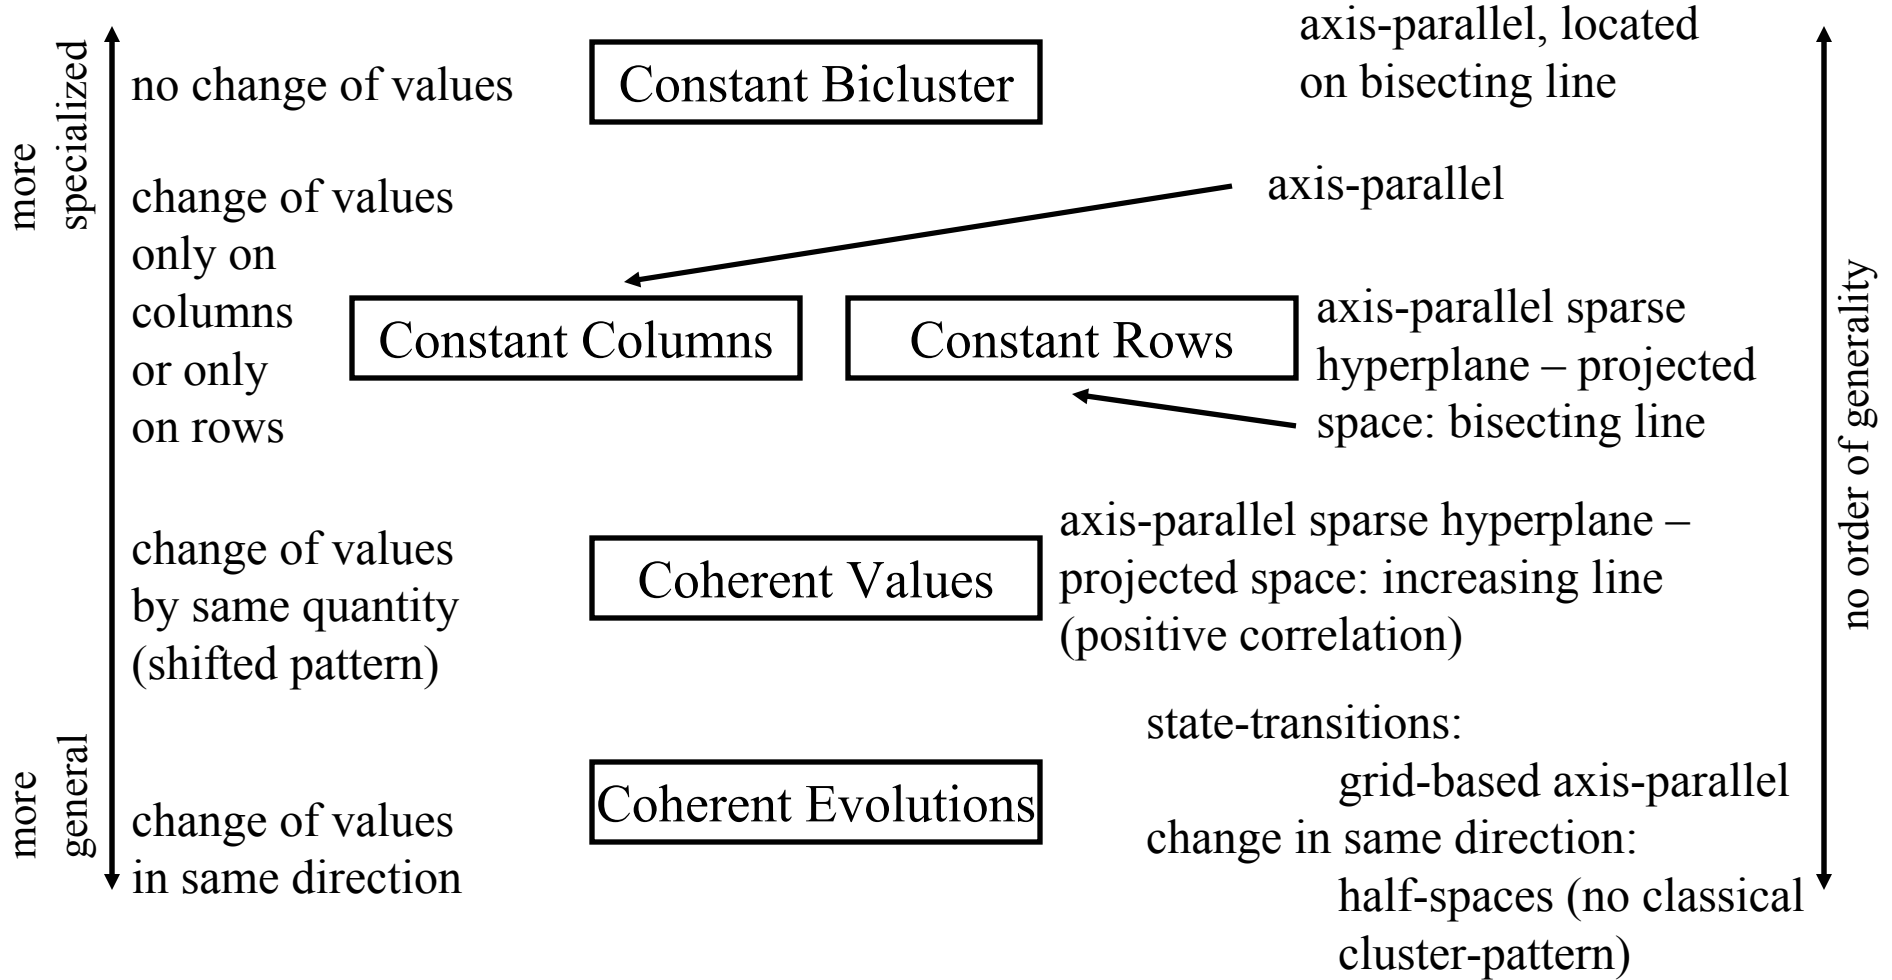 more
specialized
no change of values
Constant Bicluster
axis-parallel, located
on bisecting line
change of values
only on
columns
or only
on rows
axis-parallel
Constant Columns
Constant Rows
axis-parallel sparse
hyperplane – projected
space: bisecting line
no order of generality
change of values
by same quantity
(shifted pattern)
Coherent Values
axis-parallel sparse hyperplane –
projected space: increasing line
(positive correlation)
more
general
change of values
in same direction
Coherent Evolutions
state-transitions:
grid-based axis-parallel
change in same direction:
half-spaces (no classical
cluster-pattern)